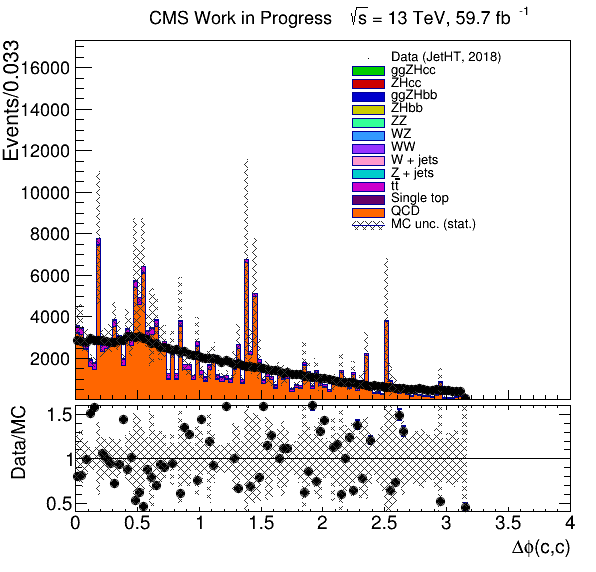 CMS Work in Progress √s = 13 TeV, 59.7 fb⁻¹
Events/0.033
16000
14000
12000
10000
8000
6000
4000
2000
Data (JetHT, 2018)
ggZHcc
ZHcc
ggZHbb
ZHbb
ZZ
WZ
WW
W + jets
Z + jets
tt̅
Single top
QCD
MC unc. (stat.)
Data/MC
1.5
1
0.5
0 0.5 1 1.5 2 2.5 3 3.5 4
Δϕ(c,c)